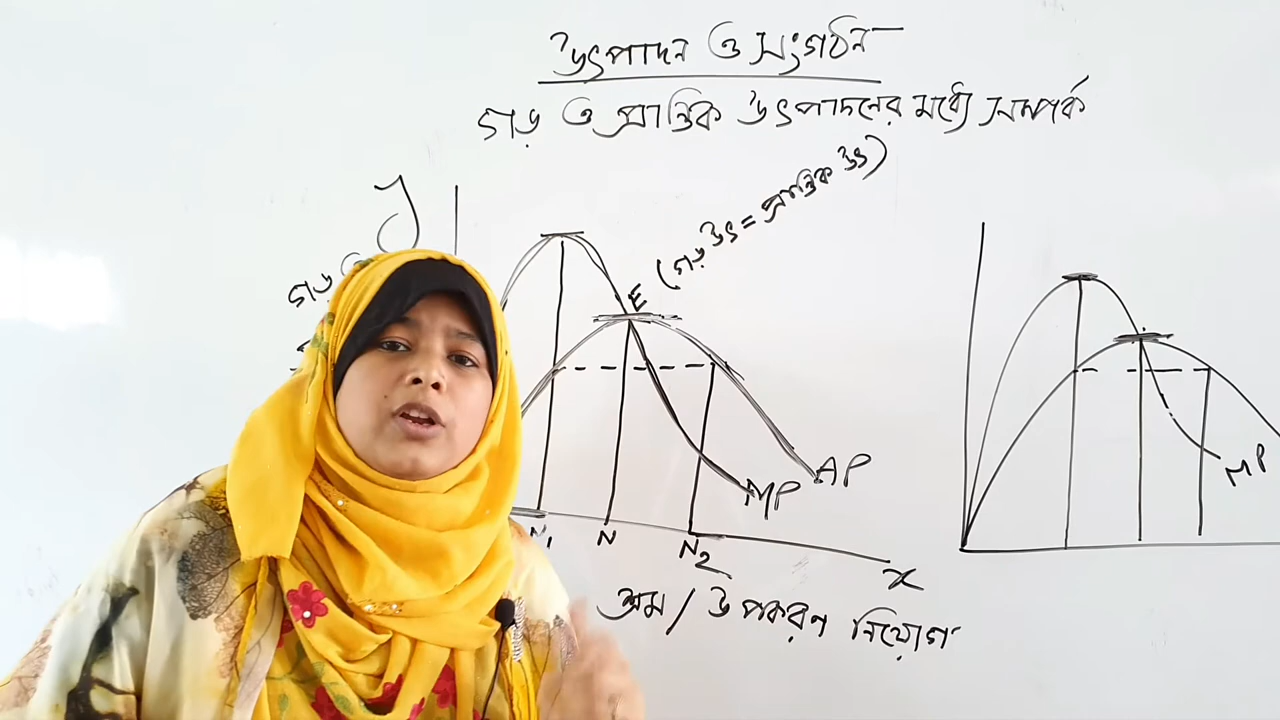 উৎপাদন ও সংগঠন
গড় ও প্রান্তিক উৎপাদনের মধ্যে সম্পর্ক
(গড় উৎ = প্রান্তিক উৎ)
y
গড় ও
E
AP
MP
MP
N₁ N N₂
x
শ্রম / উপকরণ নিয়োগ